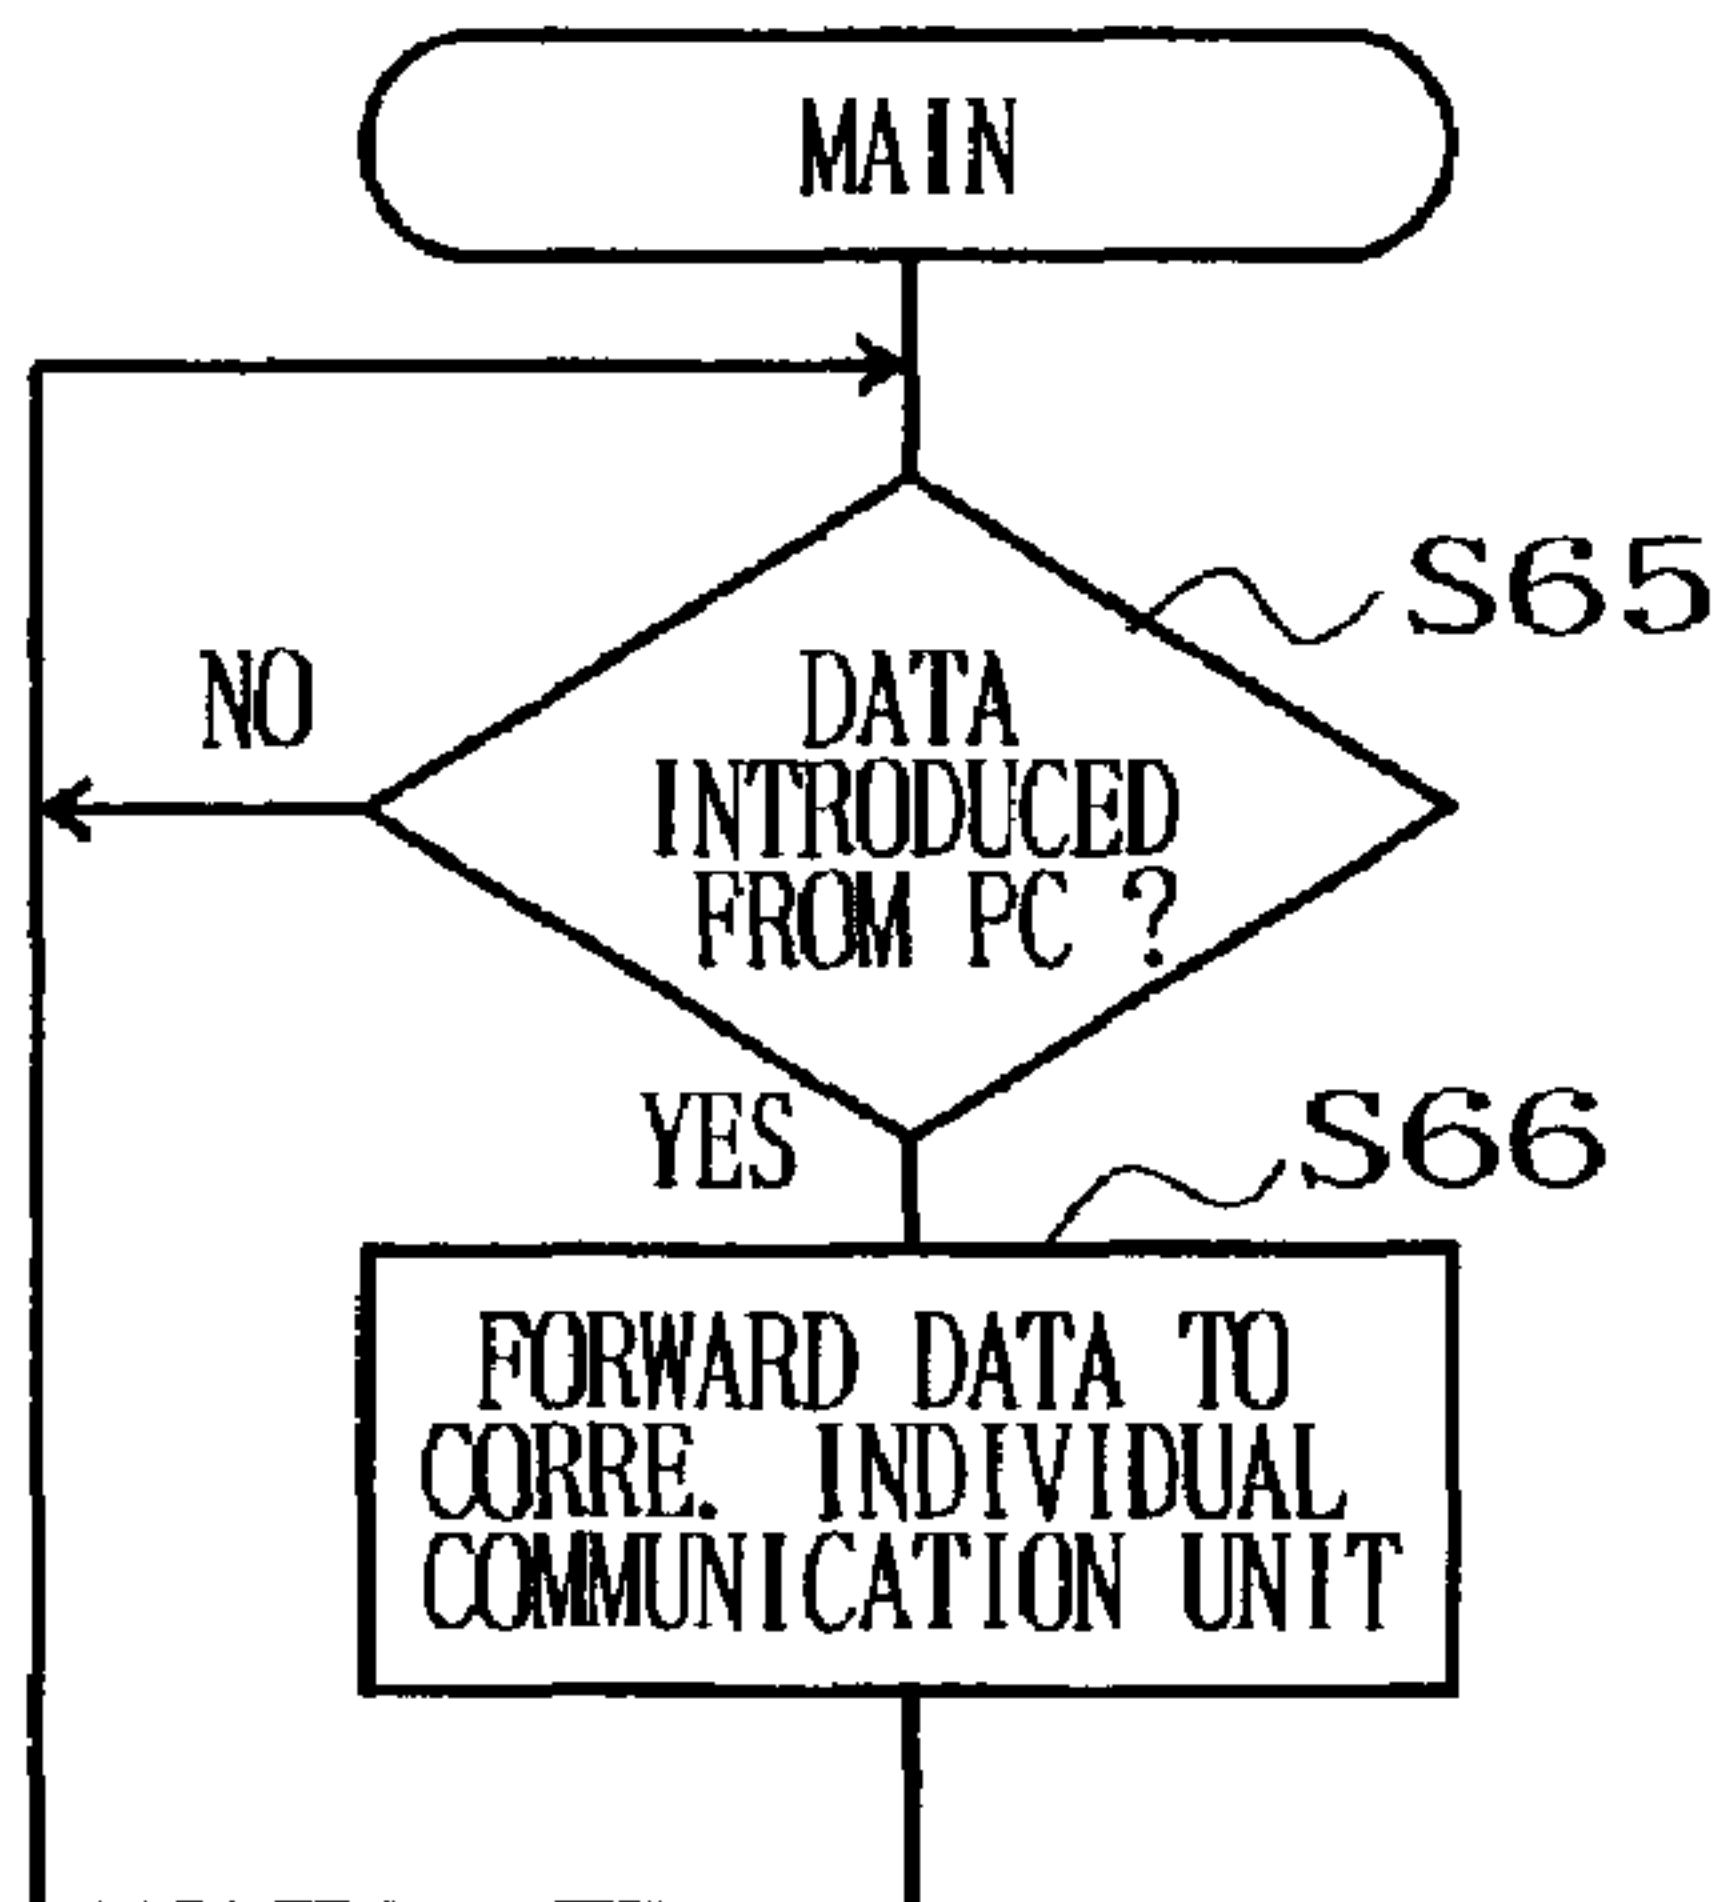 MAIN
S65
NO
DATA
INTRODUCED
FROM PC ?
YES
S66
FORWARD DATA TO
CORRE. INDIVIDUAL
COMMUNICATION UNIT